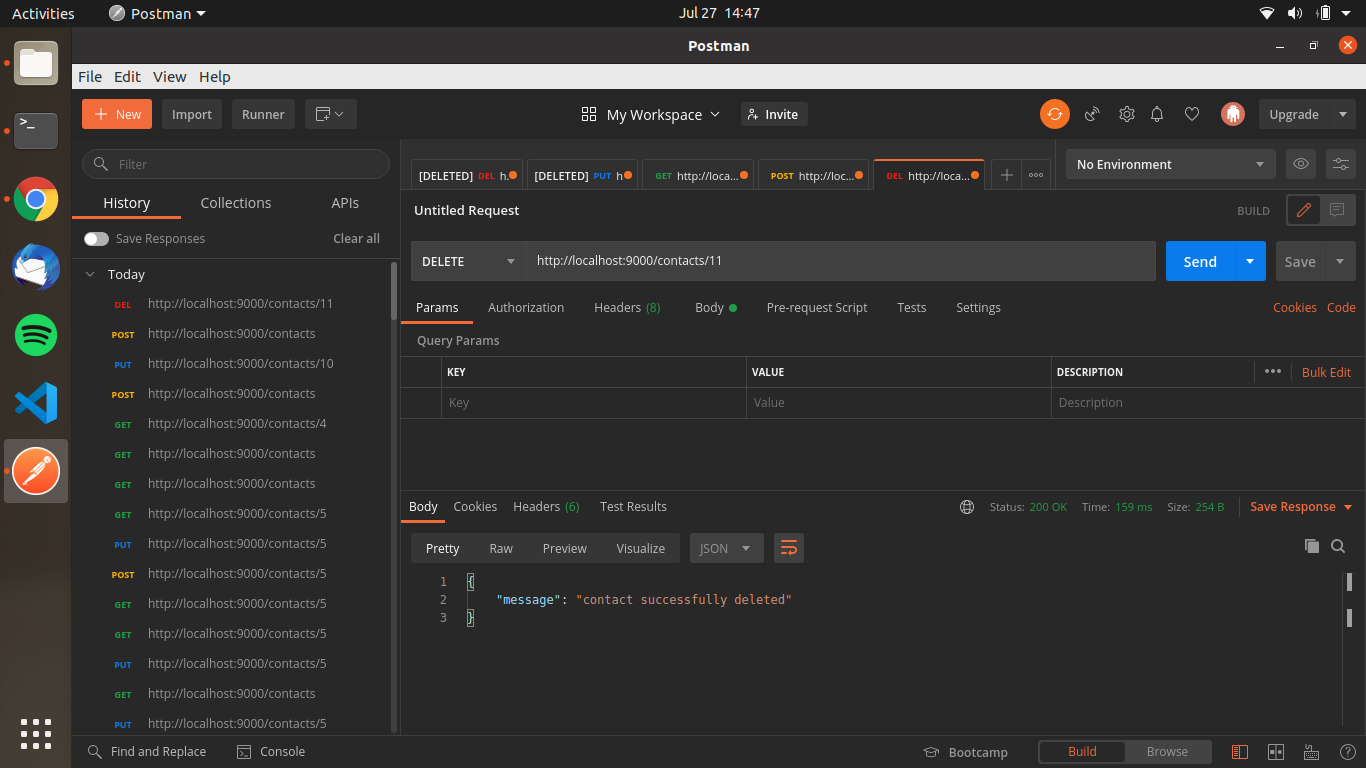 Activities Postman Jul 27 14:47
Postman
File Edit View Help
New Import Runner My Workspace Invite Upgrade
Filter
[DELETED] DEL h. [DELETED] PUT h GET http://loca... POST http://loc... DEL http://loca... No Environment
History Collections APIs
Untitled Request BUILD
Save Responses Clear all
DELETE http://localhost:9000/contacts/11 Send Save
Today
DEL http://localhost:9000/contacts/11
POST http://localhost:9000/contacts
PUT http://localhost:9000/contacts/10
POST http://localhost:9000/contacts
GET http://localhost:9000/contacts/4
GET http://localhost:9000/contacts
GET http://localhost:9000/contacts
GET http://localhost:9000/contacts/5
PUT http://localhost:9000/contacts/5
POST http://localhost:9000/contacts/5
GET http://localhost:9000/contacts/5
GET http://localhost:9000/contacts/5
PUT http://localhost:9000/contacts/5
GET http://localhost:9000/contacts
PUT http://localhost:9000/contacts/5
Params Authorization Headers (8) Body Pre-request Script Tests Settings Cookies Code
Query Params
KEY VALUE DESCRIPTION ••• Bulk Edit
Key Value Description
Body Cookies Headers (6) Test Results Status: 200 OK Time: 159 ms Size: 254 B Save Response
Pretty Raw Preview Visualize JSON
1 {
2 "message": "contact successfully deleted"
3 }
Find and Replace Console Bootcamp Build Browse